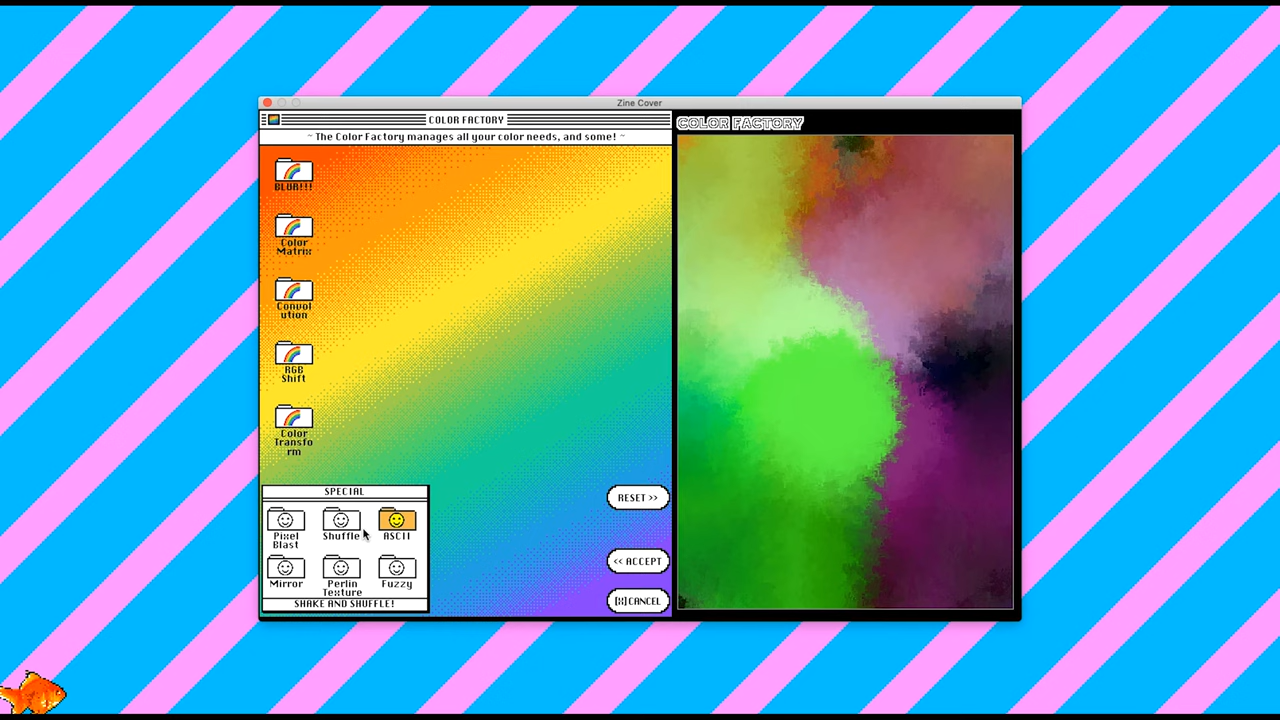 Zine Cover
COLOR FACTORY
~ The Color Factory manages all your color needs, and some! ~
COLOR FACTORY
BLUR!!!
Color
Matrix
Convol
ution
RGB
Shift
Color
Transfo
rm
SPECIAL
Pixel
Blast
Shuffle
ASCII
Mirror
Perlin
Texture
Fuzzy
SHAKE AND SHUFFLE!
RESET >>
<< ACCEPT
[X]CANCEL